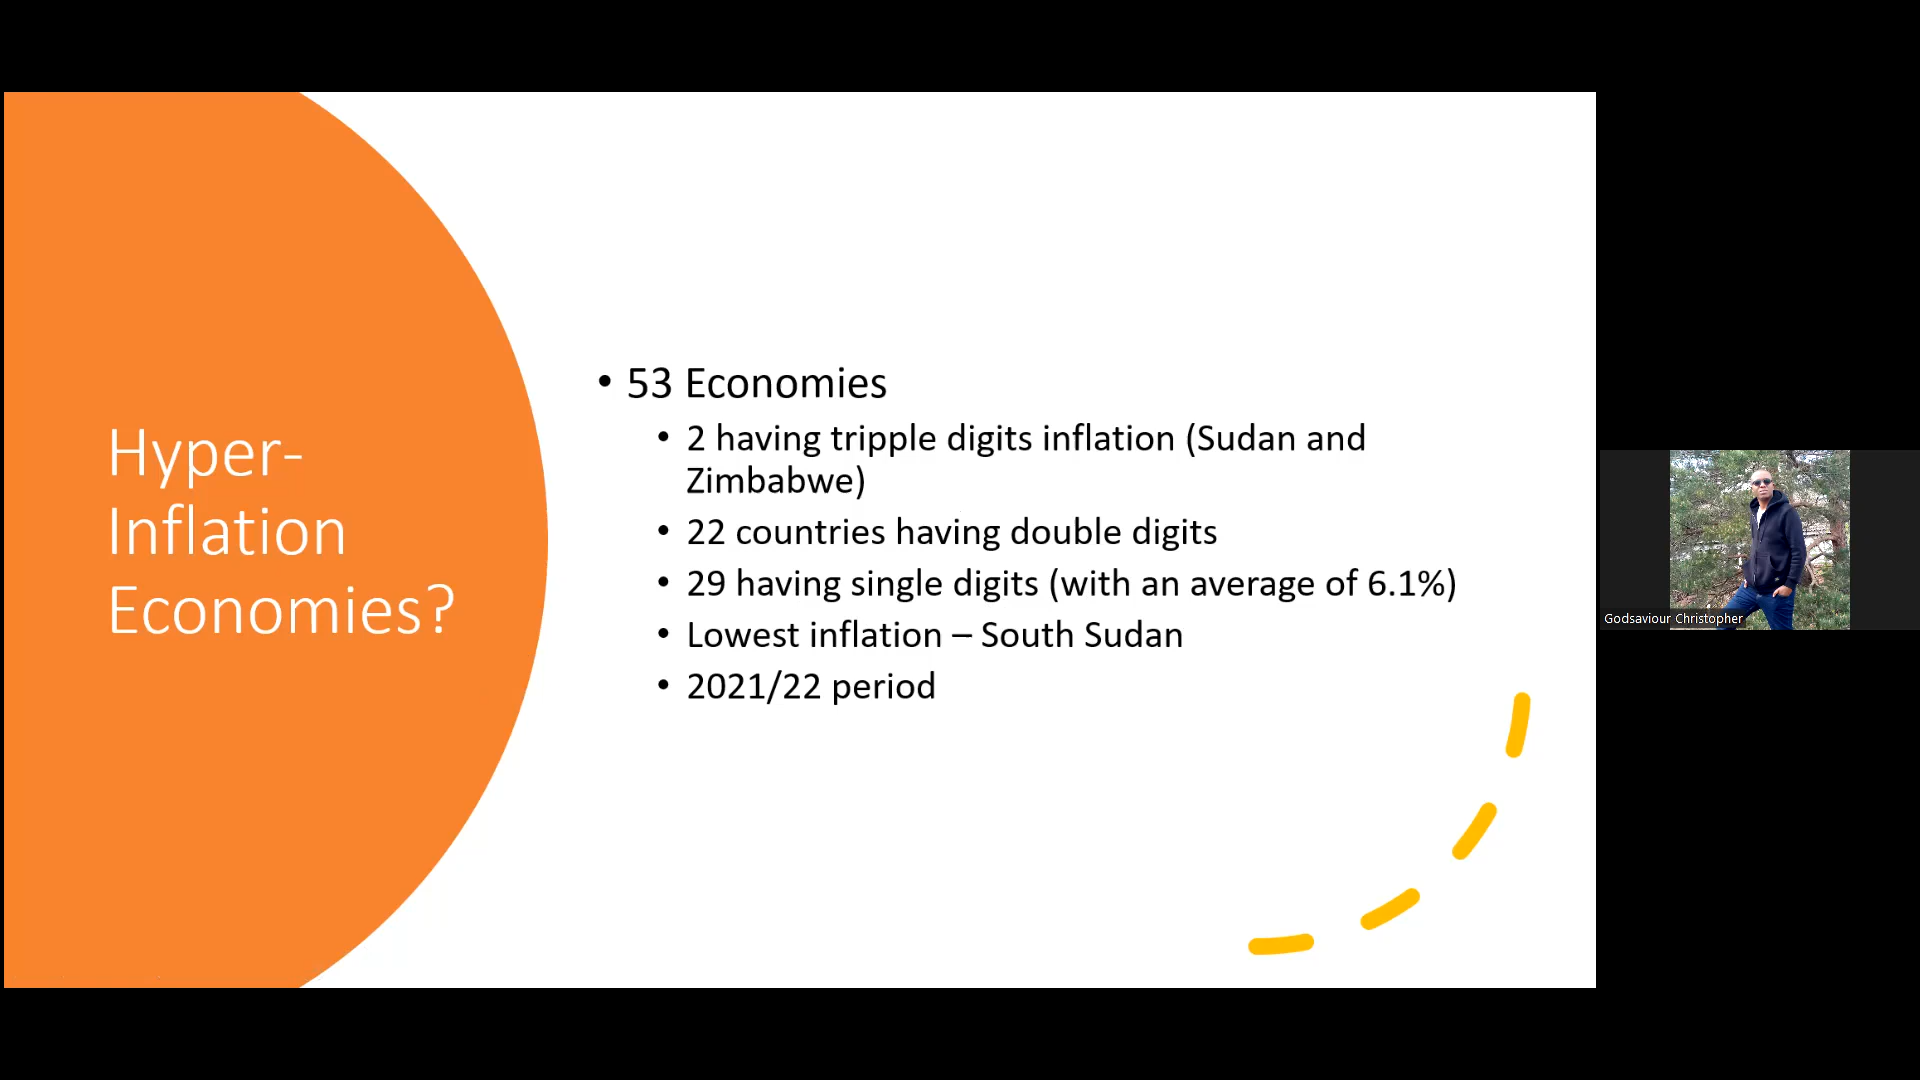 Hyper-
Inflation
Economies?
• 53 Economies
• 2 having tripple digits inflation (Sudan and
Zimbabwe)
• 22 countries having double digits
• 29 having single digits (with an average of 6.1%)
• Lowest inflation – South Sudan
• 2021/22 period
Godsaviour Christopher